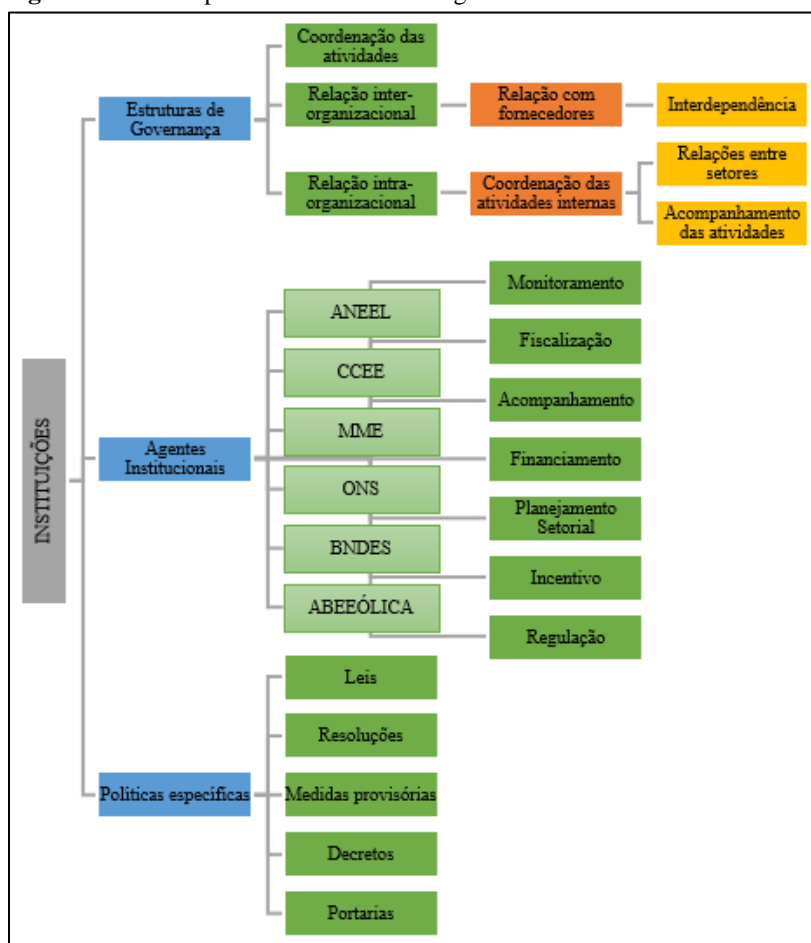 Coordenação das
atividades
Estruturas de
Governança
Relação inter-
organizacional
Relação com
fornecedores
Interdependência
Relação intra-
organizacional
Coordenação das
atividades internas
Relações entre
setores
Acompanhamento
das atividades
INSTITUIÇÕES
Agentes
Institucionais
ANEEL
CCEE
MME
ONS
BNDES
ABEEÓLICA
Monitoramento
Fiscalização
Acompanhamento
Financiamento
Planejamento
Setorial
Incentivo
Regulação
Políticas específicas
Leis
Resoluções
Medidas provisórias
Decretos
Portarias